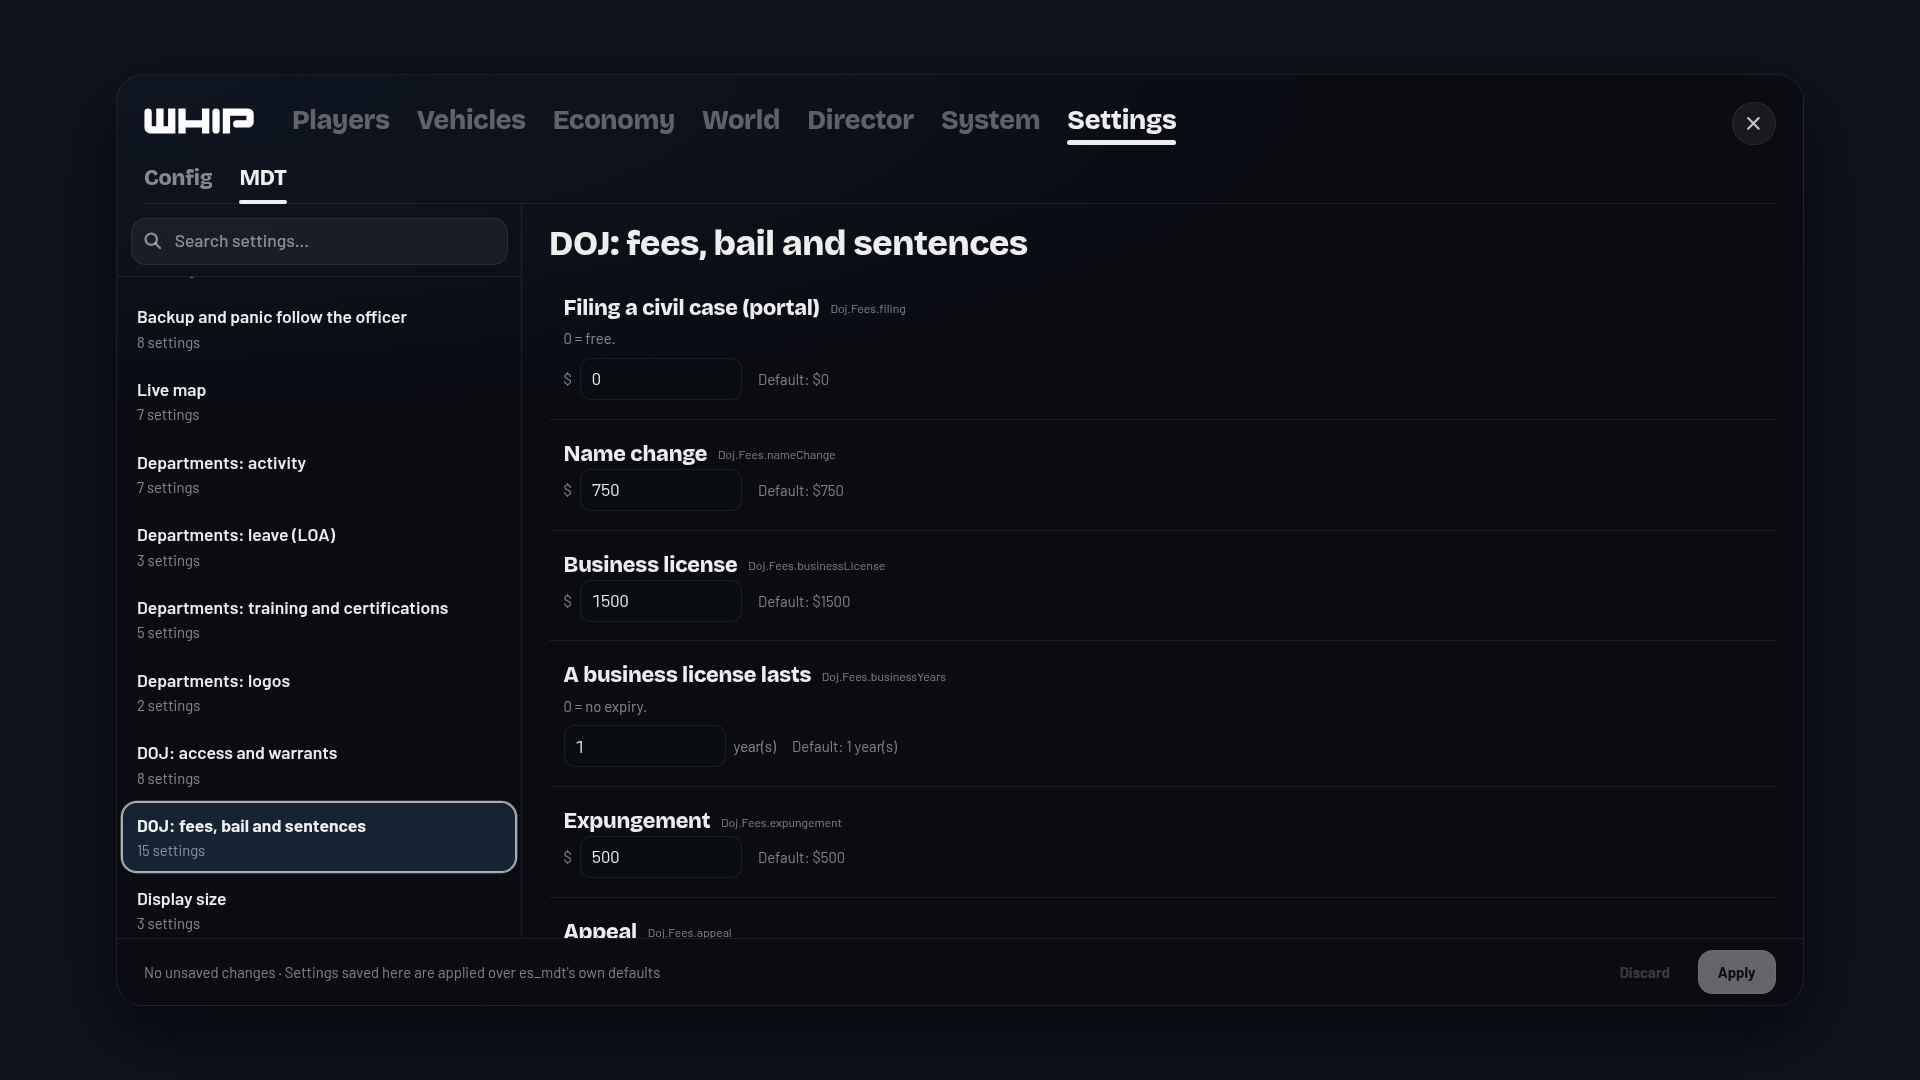 WHIP
Players Vehicles Economy World Director System Settings
Config MDT
Search settings...
Backup and panic follow the officer
8 settings
Live map
7 settings
Departments: activity
7 settings
Departments: leave (LOA)
3 settings
Departments: training and certifications
5 settings
Departments: logos
2 settings
DOJ: access and warrants
8 settings
DOJ: fees, bail and sentences
15 settings
Display size
3 settings
DOJ: fees, bail and sentences
Filing a civil case (portal) Doj.Fees.filing
0 = free.
$ 0 Default: $0
Name change Doj.Fees.nameChange
$ 750 Default: $750
Business license Doj.Fees.businessLicense
$ 1500 Default: $1500
A business license lasts Doj.Fees.businessYears
0 = no expiry.
1 year(s) Default: 1 year(s)
Expungement Doj.Fees.expungement
$ 500 Default: $500
Appeal Doj.Fees.appeal
No unsaved changes · Settings saved here are applied over es_mdt's own defaults
Discard Apply